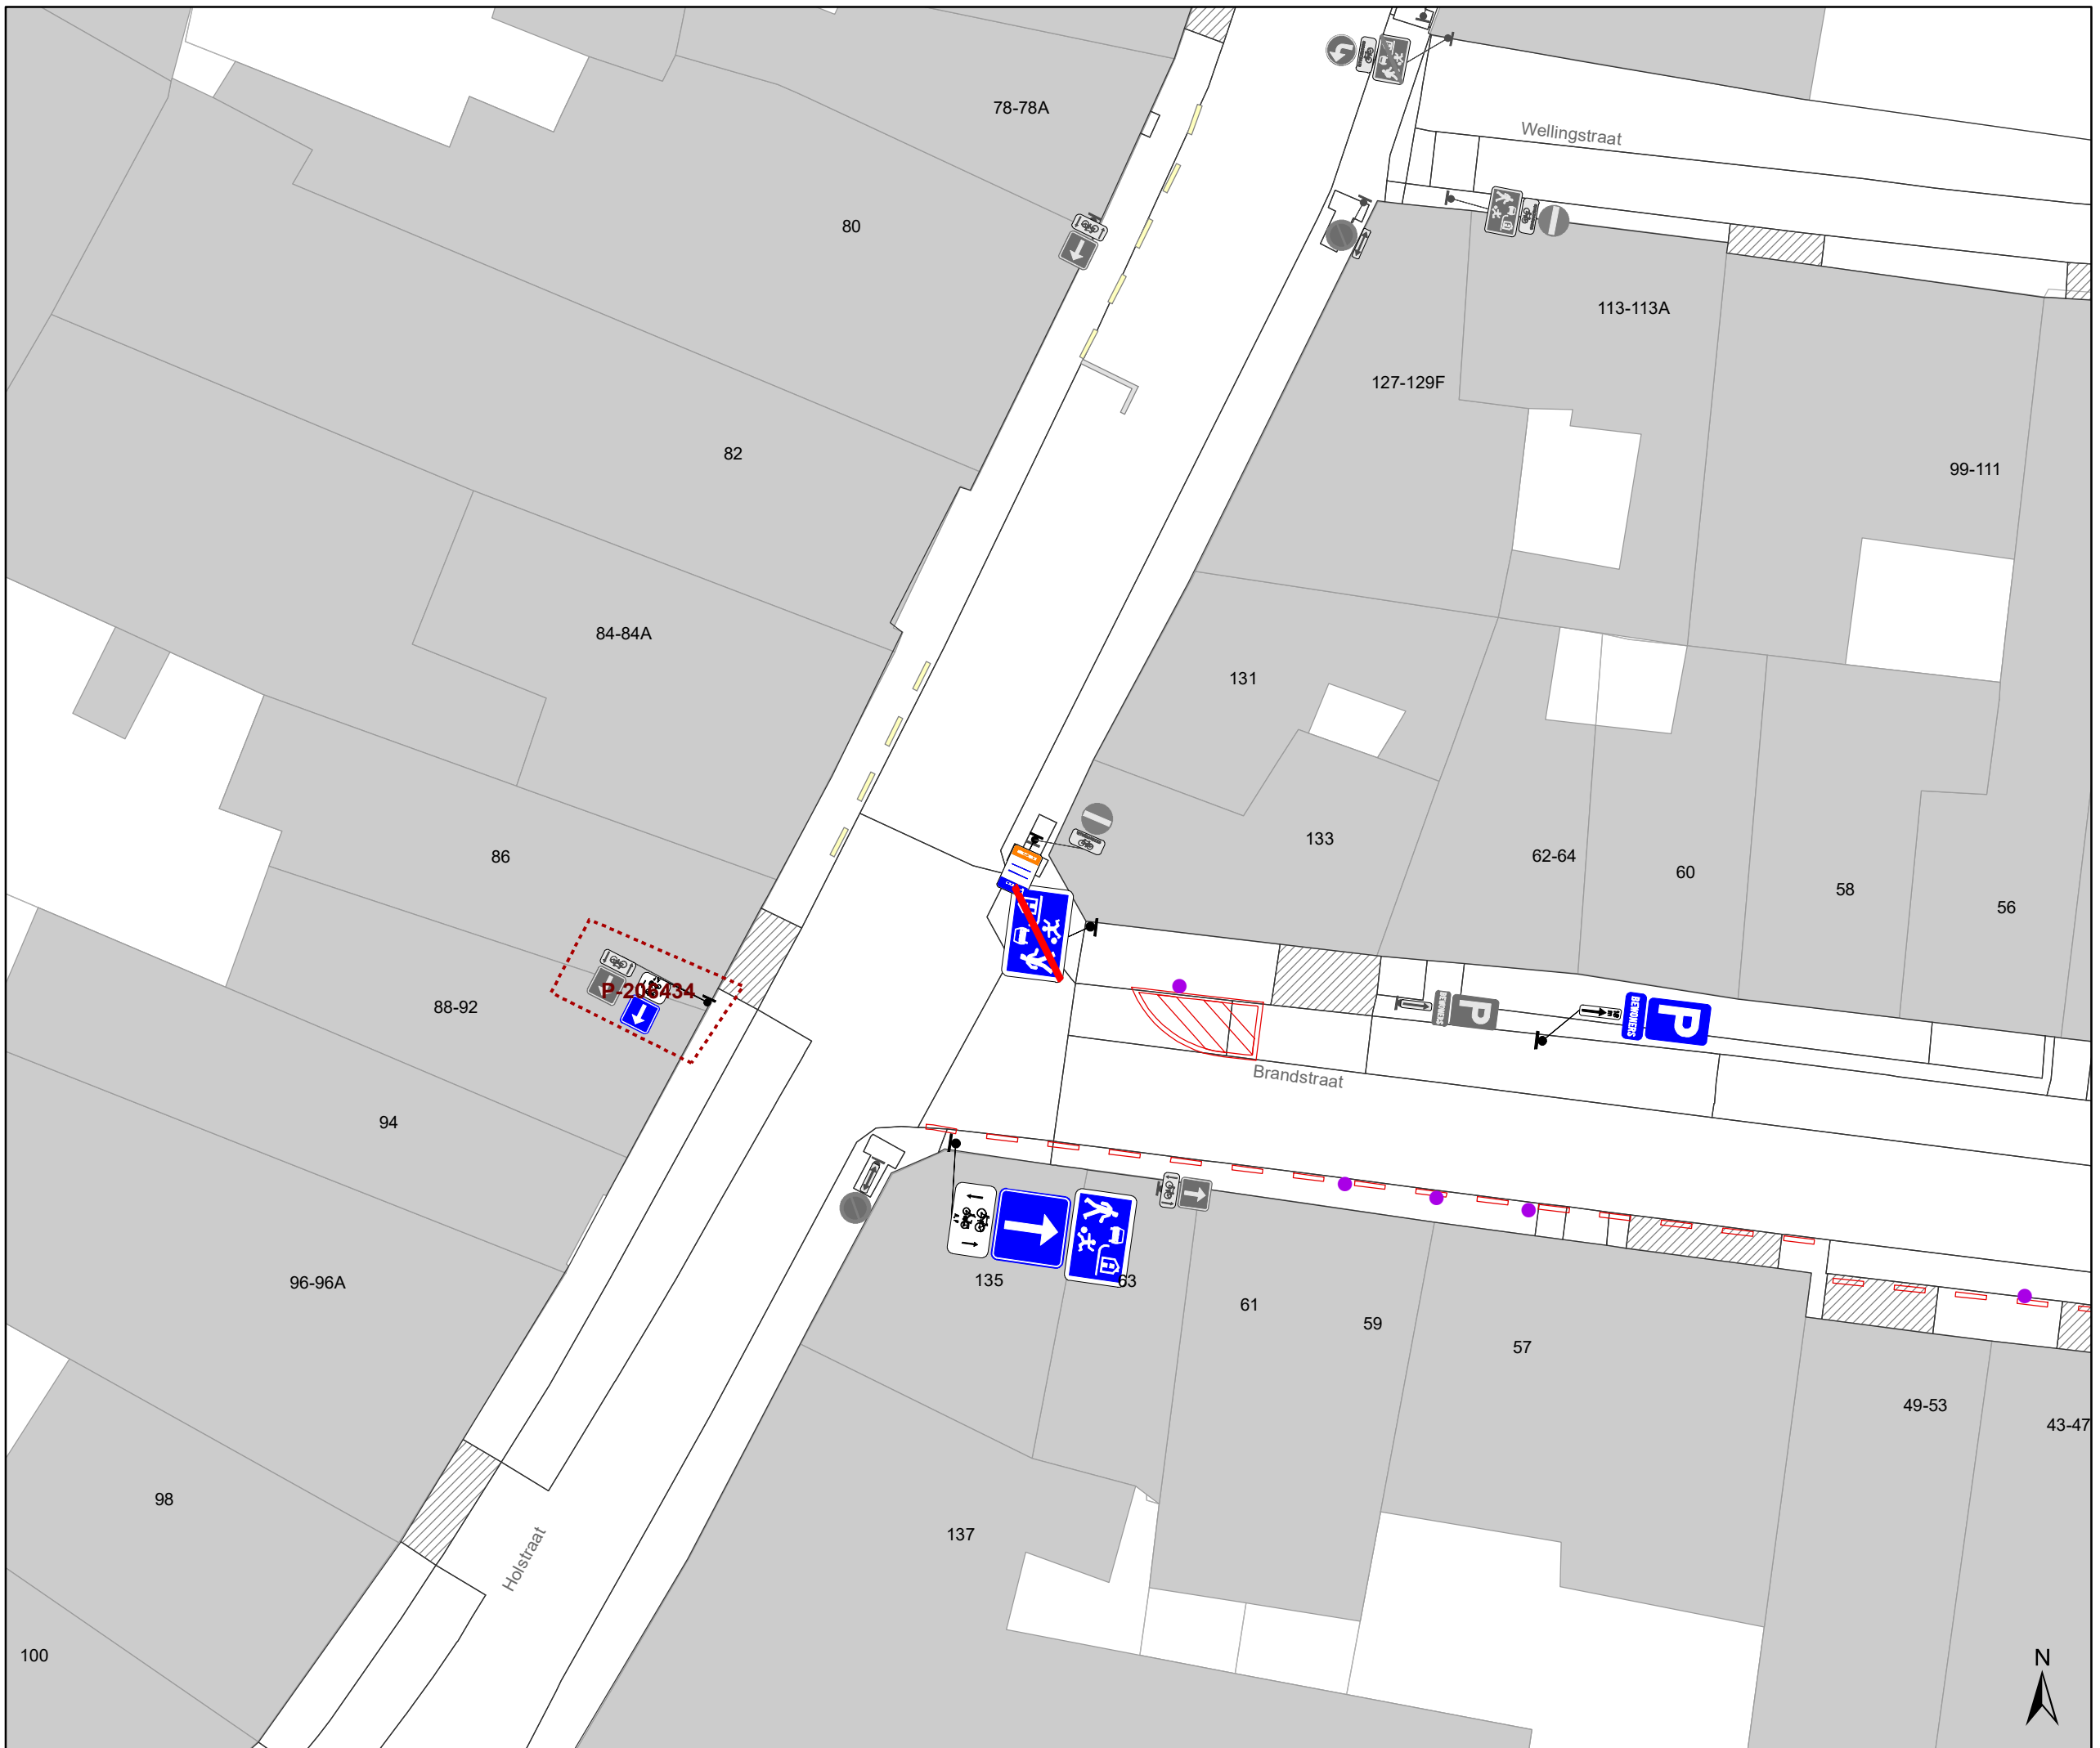 78-78A
Wellingstraat
80
113-113A
127-129F
82
99-111
84-84A
131
133
62-64
60
58
56
86
P-208434
88-92
BEWONERS
P
BEWONERS
P
Brandstraat
94
135
63
61
59
57
96-96A
49-53
43-47
98
137
Holstraat
100
N